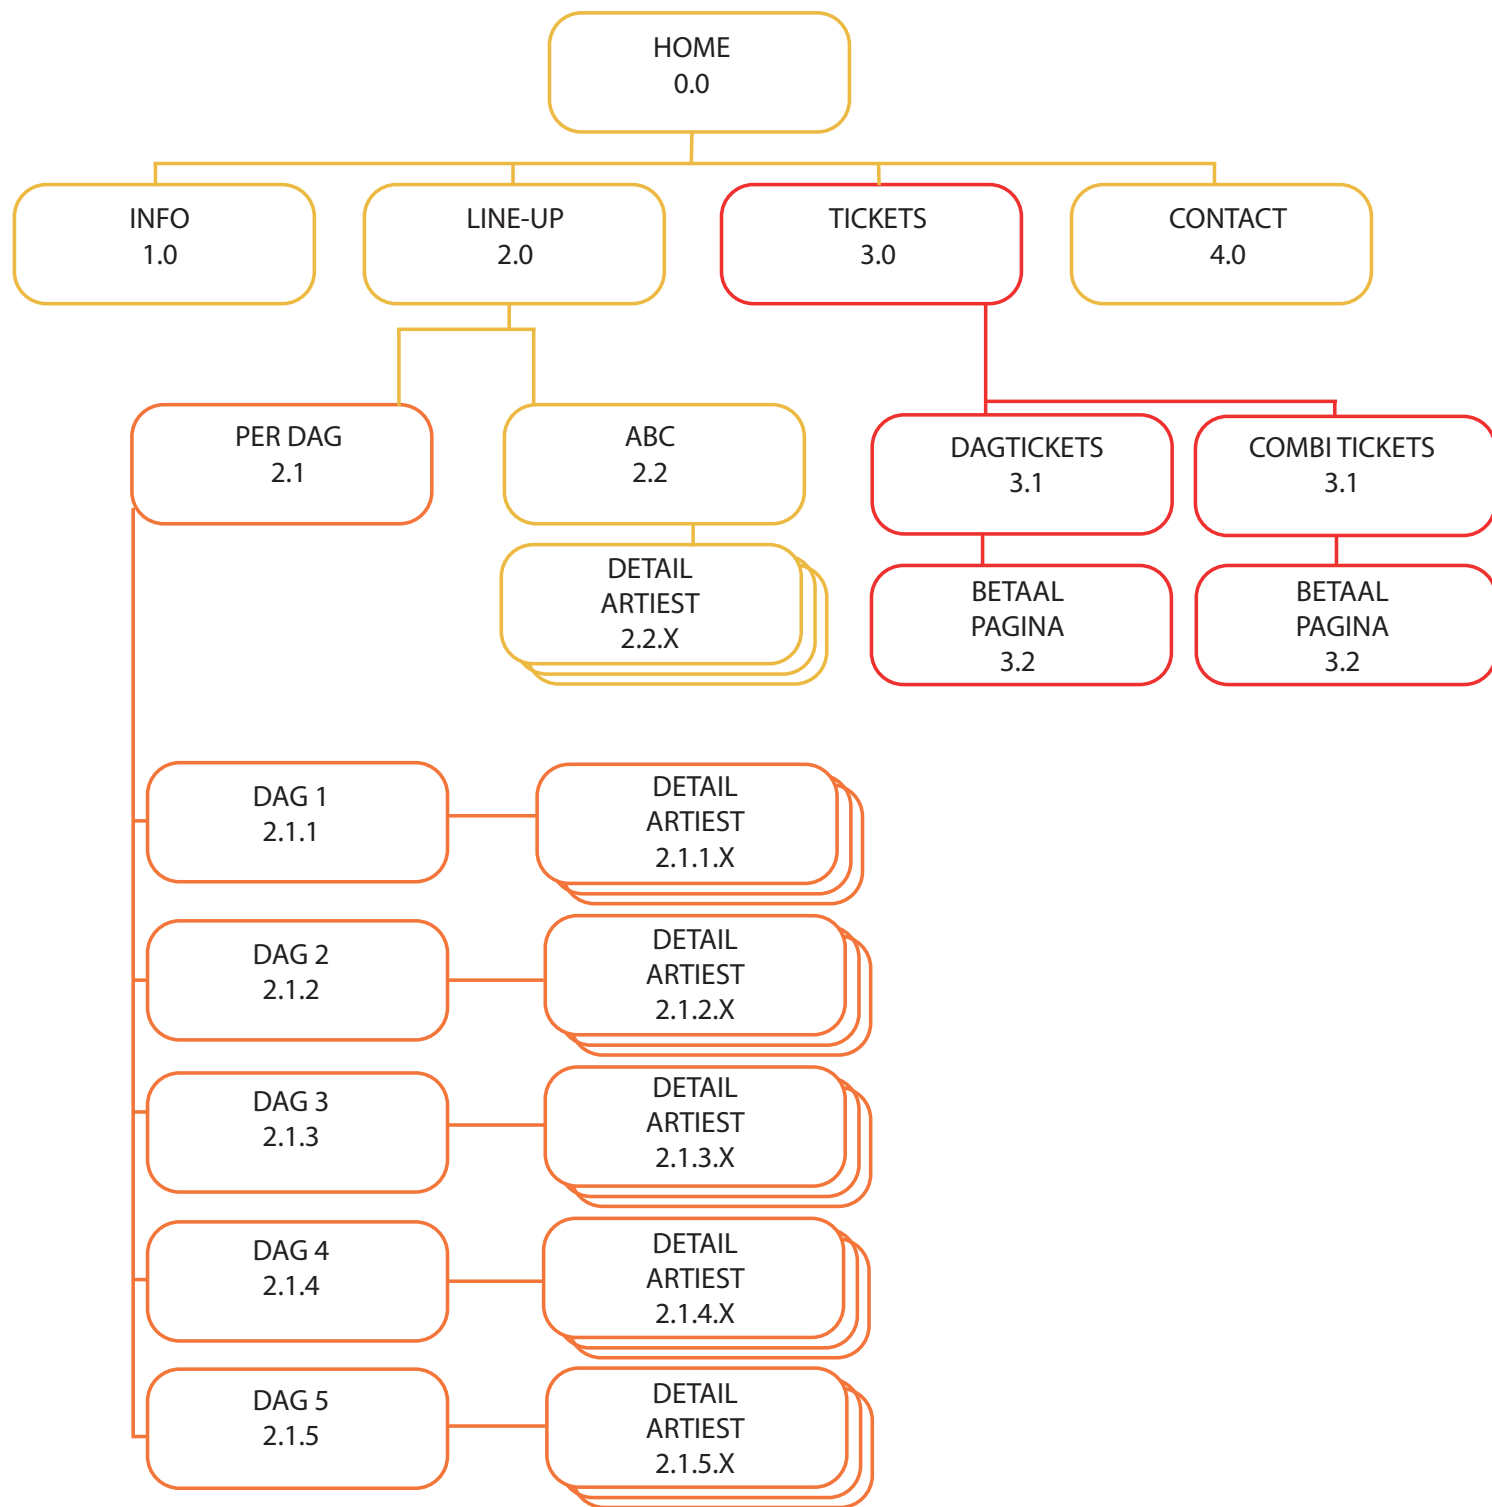 HOME
0.0
INFO
1.0
LINE-UP
2.0
TICKETS
3.0
CONTACT
4.0
PER DAG
2.1
ABC
2.2
DAGTICKETS
3.1
COMBI TICKETS
3.1
DETAIL
ARTIEST
2.2.X
BETAAL
PAGINA
3.2
BETAAL
PAGINA
3.2
DAG 1
2.1.1
DETAIL
ARTIEST
2.1.1.X
DAG 2
2.1.2
DETAIL
ARTIEST
2.1.2.X
DAG 3
2.1.3
DETAIL
ARTIEST
2.1.3.X
DAG 4
2.1.4
DETAIL
ARTIEST
2.1.4.X
DAG 5
2.1.5
DETAIL
ARTIEST
2.1.5.X